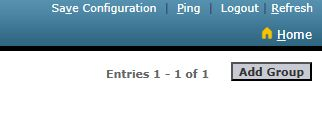 Save Configuration | Ping | Logout | Refresh
Home
Entries 1 - 1 of 1 Add Group